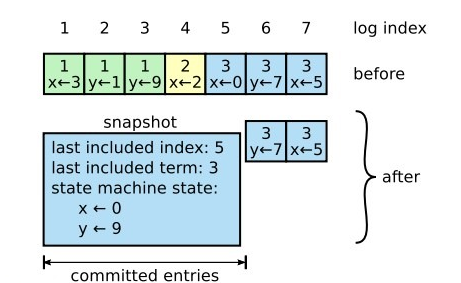 1 2 3 4 5 6 7 log index
1 1 1 2 3 3 3
x←3 y←1 y←9 x←2 x←0 y←7 x←5
before
snapshot
last included index: 5
last included term: 3
state machine state:
x ← 0
y ← 9
3 3
y←7 x←5
after
committed entries